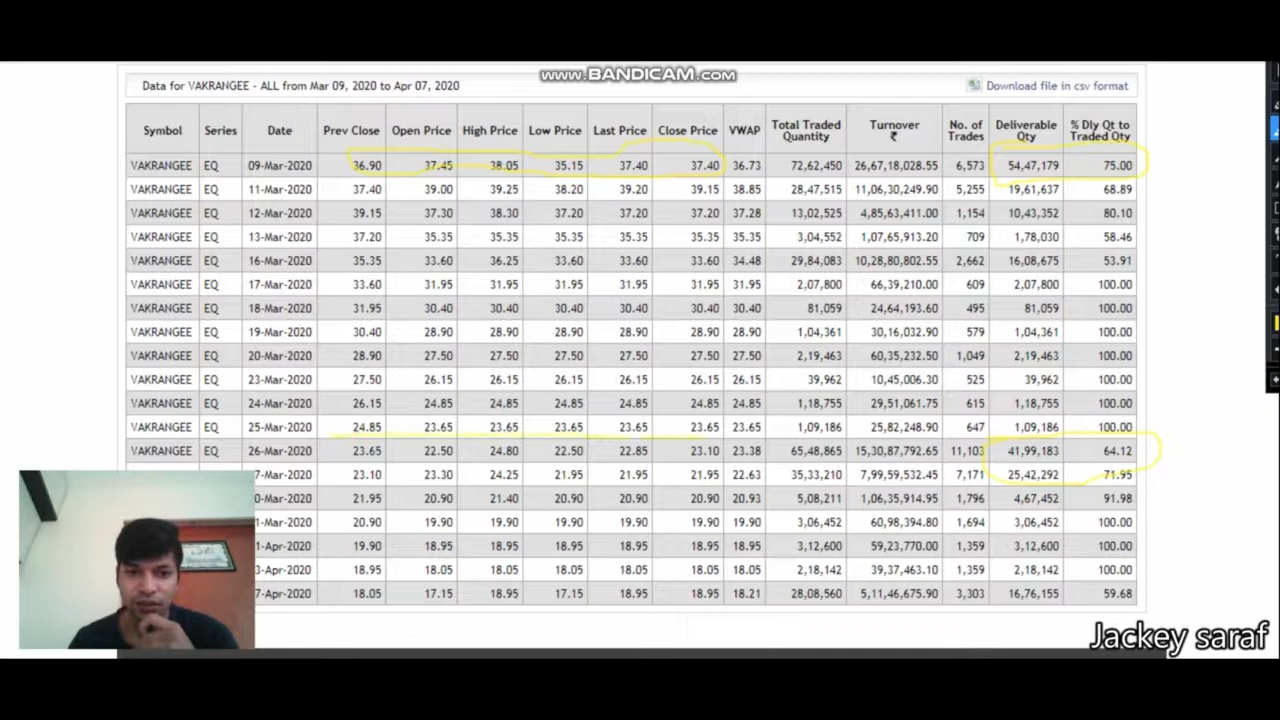 www.BANDICAM.com
Data for VAKRANGEE - ALL from Mar 09, 2020 to Apr 07, 2020 Download file in csv format
Symbol Series Date Prev Close Open Price High Price Low Price Last Price Close Price VWAP Total Traded Quantity Turnover ₹ No. of Trades Deliverable Qty % Dly Qt to Traded Qty
VAKRANGEE EQ 09-Mar-2020 36.90 37.45 38.05 35.15 37.40 37.40 36.73 72,62,450 26,67,18,028.55 6,573 54,47,179 75.00
VAKRANGEE EQ 11-Mar-2020 37.40 39.00 39.25 38.20 39.20 39.15 38.85 28,47,515 11,06,30,249.90 5,255 19,61,637 68.89
VAKRANGEE EQ 12-Mar-2020 39.15 37.30 38.30 37.20 37.20 37.20 37.28 13,02,525 4,85,63,411.00 1,154 10,43,352 80.10
VAKRANGEE EQ 13-Mar-2020 37.20 35.35 35.35 35.35 35.35 35.35 35.35 3,04,552 1,07,65,913.20 709 1,78,030 58.46
VAKRANGEE EQ 16-Mar-2020 35.35 33.60 36.25 33.60 33.60 33.60 34.48 29,84,083 10,28,80,802.55 2,662 16,08,675 53.91
VAKRANGEE EQ 17-Mar-2020 33.60 31.95 31.95 31.95 31.95 31.95 31.95 2,07,800 66,39,210.00 609 2,07,800 100.00
VAKRANGEE EQ 18-Mar-2020 31.95 30.40 30.40 30.40 30.40 30.40 30.40 81,059 24,64,193.60 495 81,059 100.00
VAKRANGEE EQ 19-Mar-2020 30.40 28.90 28.90 28.90 28.90 28.90 28.90 1,04,361 30,16,032.90 579 1,04,361 100.00
VAKRANGEE EQ 20-Mar-2020 28.90 27.50 27.50 27.50 27.50 27.50 27.50 2,19,463 60,35,232.50 1,049 2,19,463 100.00
VAKRANGEE EQ 23-Mar-2020 27.50 26.15 26.15 26.15 26.15 26.15 26.15 39,962 10,45,006.30 525 39,962 100.00
VAKRANGEE EQ 24-Mar-2020 26.15 24.85 24.85 24.85 24.85 24.85 24.85 1,18,755 29,51,061.75 615 1,18,755 100.00
VAKRANGEE EQ 25-Mar-2020 24.85 23.65 23.65 23.65 23.65 23.65 23.65 1,09,186 25,82,248.90 647 1,09,186 100.00
VAKRANGEE EQ 26-Mar-2020 23.65 22.50 24.80 22.50 22.85 23.10 23.38 65,48,865 15,30,87,792.65 11,103 41,99,183 64.12
7-Mar-2020 23.10 23.30 24.25 21.95 21.95 21.95 22.63 35,33,210 7,99,59,532.45 7,171 25,42,292 71.95
0-Mar-2020 21.95 20.90 21.40 20.90 20.90 20.90 20.93 5,08,211 1,06,35,914.95 1,796 4,67,452 91.98
1-Mar-2020 20.90 19.90 19.90 19.90 19.90 19.90 19.90 3,06,452 60,98,394.80 1,694 3,06,452 100.00
1-Apr-2020 19.90 18.95 18.95 18.95 18.95 18.95 18.95 3,12,600 59,23,770.00 1,359 3,12,600 100.00
3-Apr-2020 18.95 18.05 18.05 18.05 18.05 18.05 18.05 2,18,142 39,37,463.10 1,359 2,18,142 100.00
7-Apr-2020 18.05 17.15 18.95 17.15 18.95 18.95 18.21 28,08,560 5,11,46,675.90 3,303 16,76,155 59.68
Jackey saraf